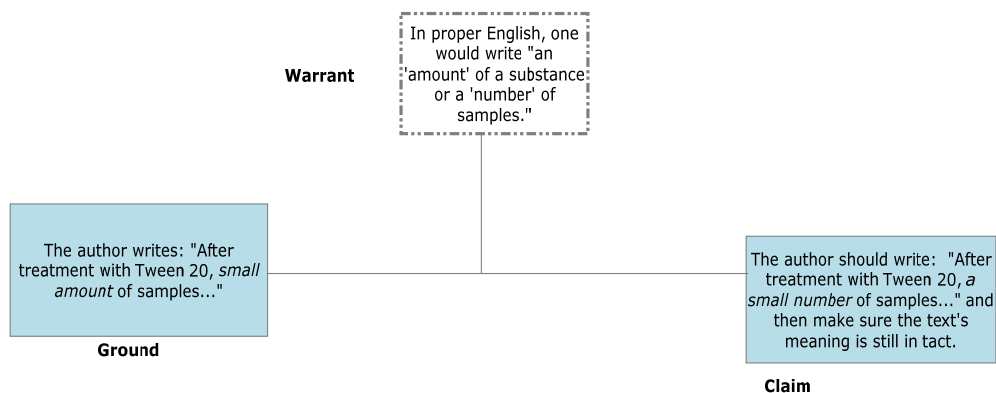 In proper English, one
would write "an
'amount' of a substance
or a 'number' of
samples."
Warrant
The author writes: "After
treatment with Tween 20, small
amount of samples..."
Ground
The author should write:  "After
treatment with Tween 20, a
small number of samples..." and
then make sure the text's
meaning is still in tact.
Claim